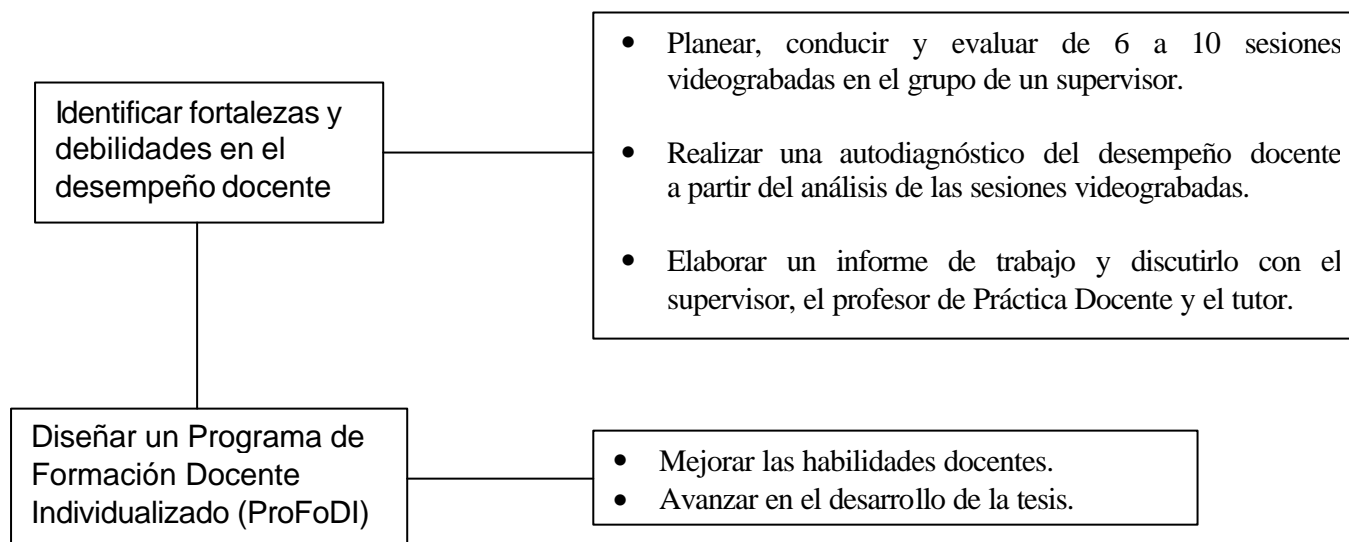 Identificar fortalezas y
debilidades en el
desempeño docente
• Planear, conducir y evaluar de 6 a 10 sesiones
videograbadas en el grupo de un supervisor.
• Realizar una autodiagnóstico del desempeño docente
a partir del análisis de las sesiones videograbadas.
• Elaborar un informe de trabajo y discutirlo con el
supervisor, el profesor de Práctica Docente y el tutor.
Diseñar un Programa de
Formación Docente
Individualizado (ProFoDI)
• Mejorar las habilidades docentes.
• Avanzar en el desarrollo de la tesis.